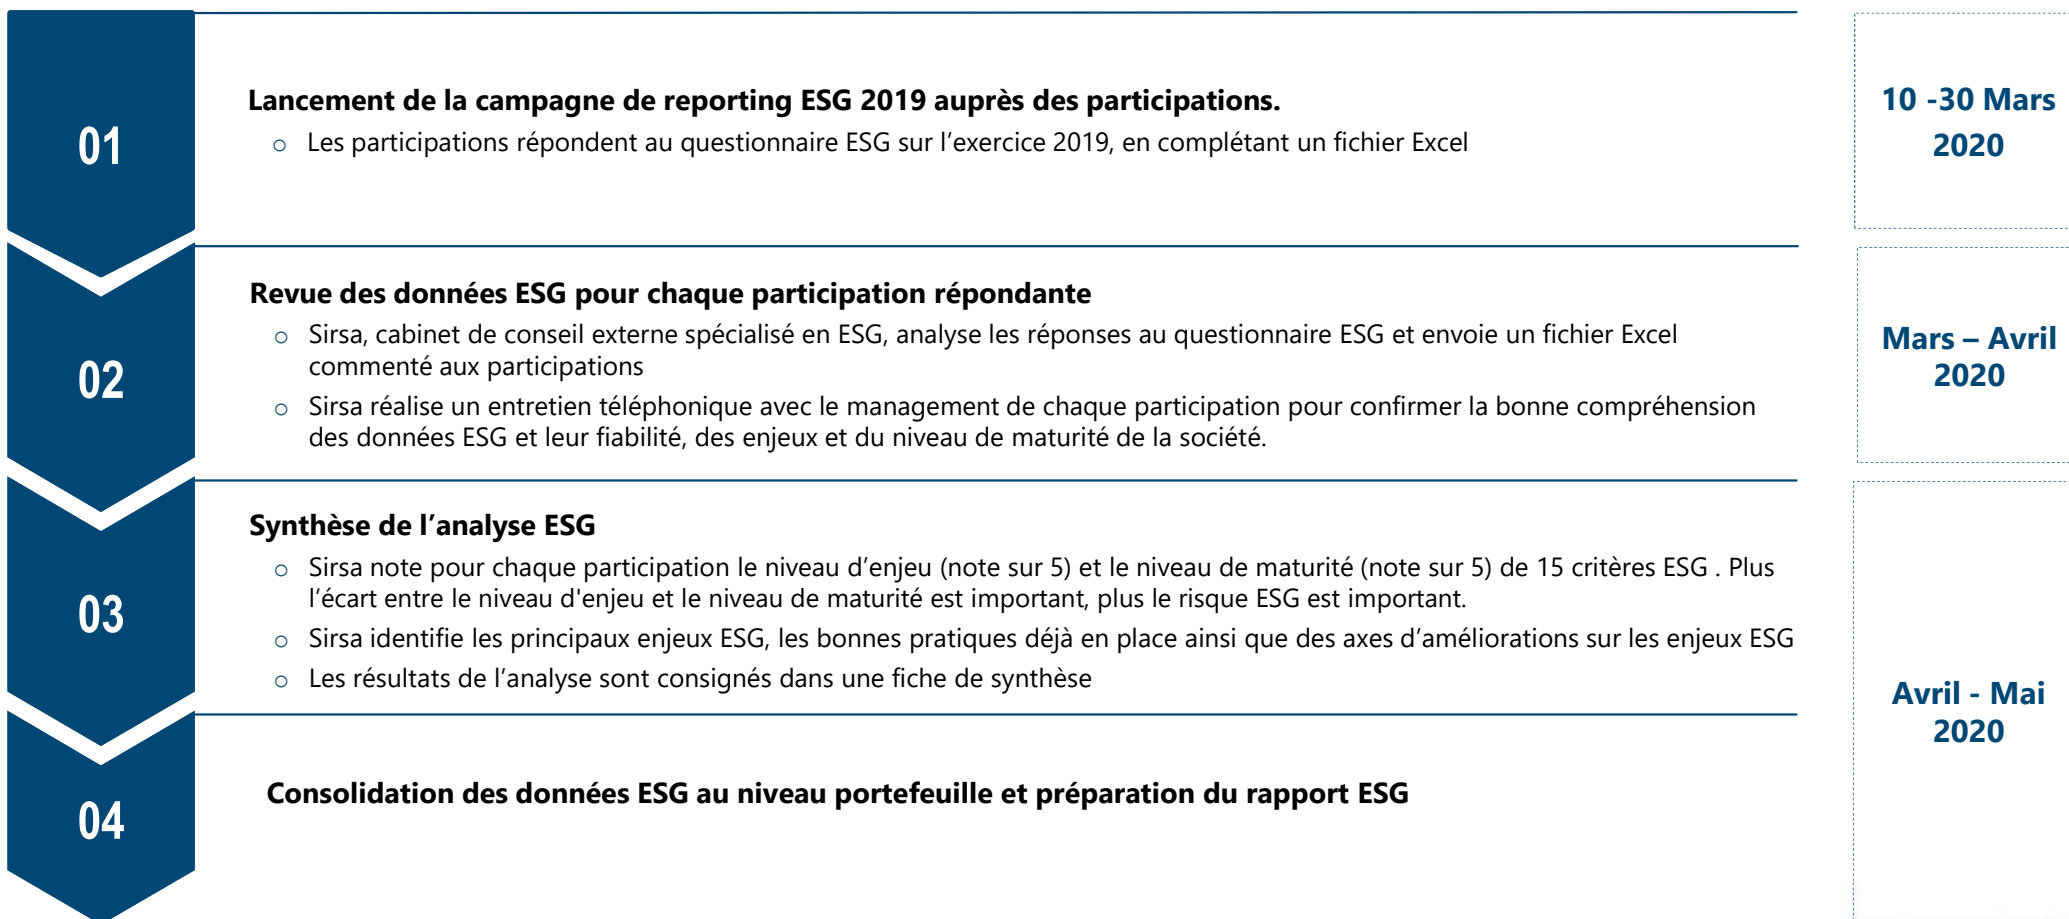 01
Lancement de la campagne de reporting ESG 2019 auprès des participations.
o Les participations répondent au questionnaire ESG sur l’exercice 2019, en complétant un fichier Excel
10 -30 Mars
2020
02
Revue des données ESG pour chaque participation répondante
o Sirsa, cabinet de conseil externe spécialisé en ESG, analyse les réponses au questionnaire ESG et envoie un fichier Excel
commenté aux participations
o Sirsa réalise un entretien téléphonique avec le management de chaque participation pour confirmer la bonne compréhension
des données ESG et leur fiabilité, des enjeux et du niveau de maturité de la société.
Mars – Avril
2020
03
Synthèse de l’analyse ESG
o Sirsa note pour chaque participation le niveau d’enjeu (note sur 5) et le niveau de maturité (note sur 5) de 15 critères ESG . Plus
l’écart entre le niveau d'enjeu et le niveau de maturité est important, plus le risque ESG est important.
o Sirsa identifie les principaux enjeux ESG, les bonnes pratiques déjà en place ainsi que des axes d’améliorations sur les enjeux ESG
o Les résultats de l’analyse sont consignés dans une fiche de synthèse
Avril - Mai
2020
04
Consolidation des données ESG au niveau portefeuille et préparation du rapport ESG